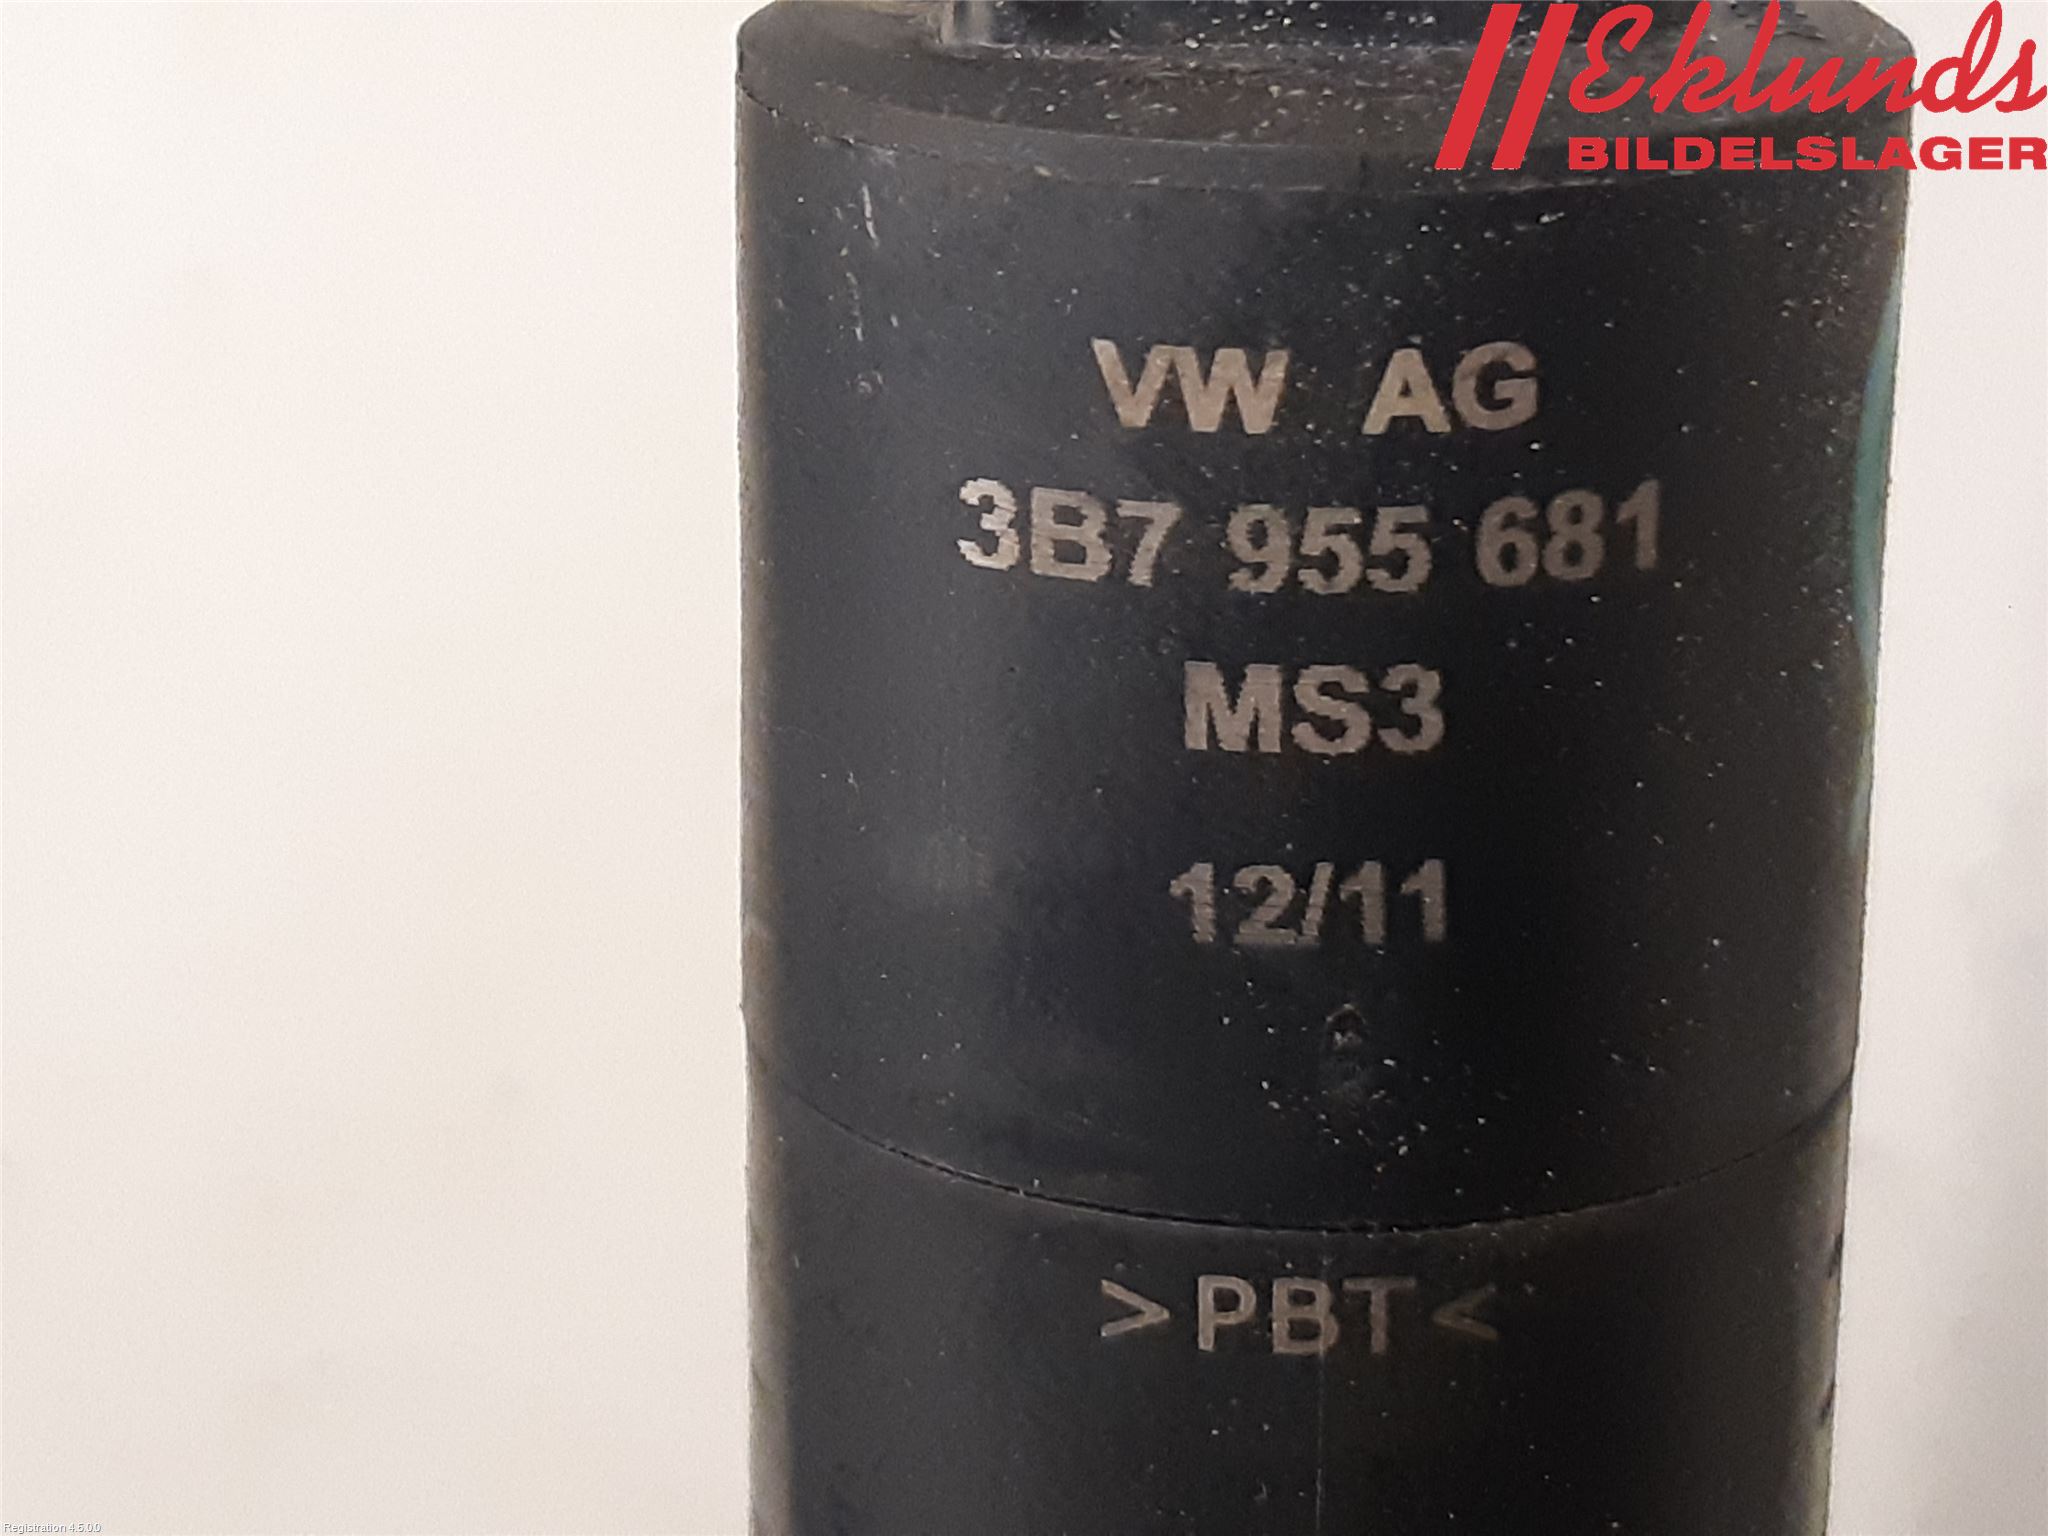 Eklunds
BILDELSLAGER
VW AG
3B7 955 681
MS3
12/11
>PBT<
Registration 4.5.0.0